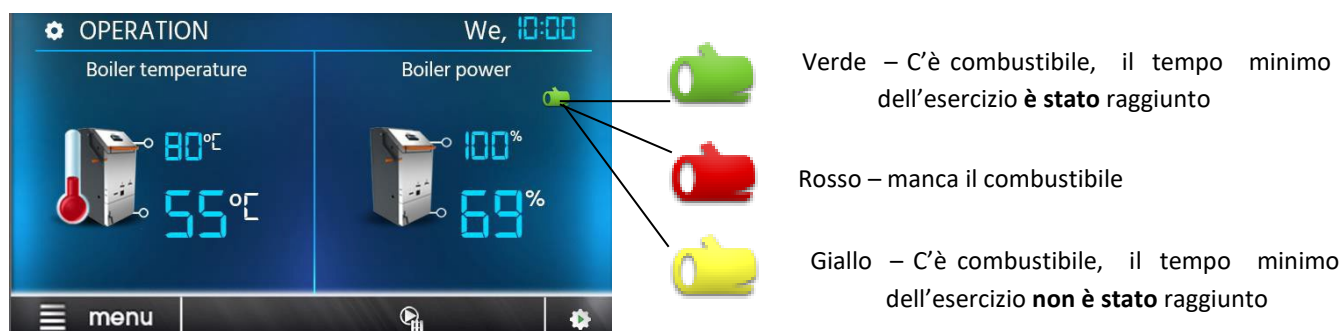 OPERATION We, 10:00
Boiler temperature Boiler power
80°C 100%
55°C 69%
menu
Verde – C’è combustibile, il tempo minimo
dell’esercizio è stato raggiunto
Rosso – manca il combustibile
Giallo – C’è combustibile, il tempo minimo
dell’esercizio non è stato raggiunto